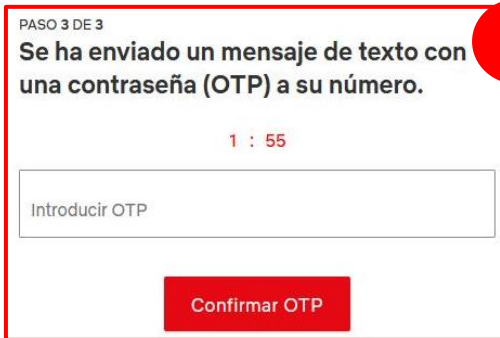 PASO 3 DE 3
Se ha enviado un mensaje de texto con
una contraseña (OTP) a su número.
1 : 55
Introducir OTP
Confirmar OTP